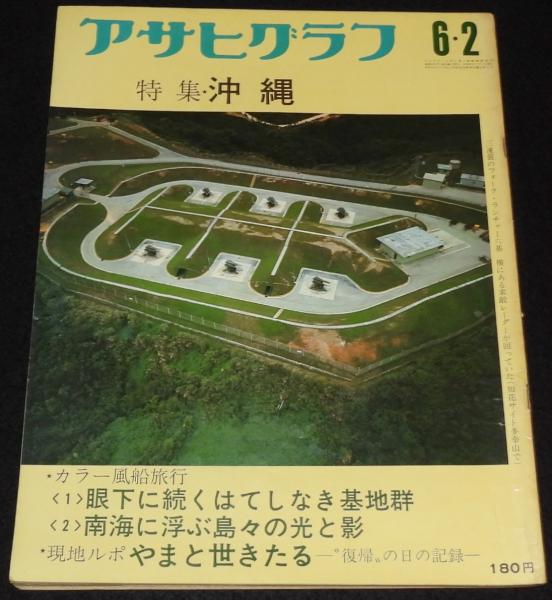 アサヒグラフ
6・2
特集・沖縄
★カラー風船旅行
〈1〉眼下に続くはてしなき基地群
〈2〉南海に浮ぶ島々の光と影
★現地ルポ やまと世きたる ―〝復帰〟の日の記録―
180円